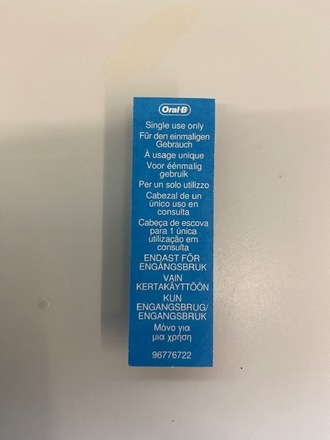 Oral-B
Single use only
Für den einmaligen
Gebrauch
À usage unique
Voor éénmalig
gebruik
Per un solo utilizzo
Cabezal de un
único uso en
consulta
Cabeça de escova
para 1 única
utilização em
consulta
ENDAST FÖR
ENGÅNGSBRUK
VAIN
KERTAKÄYTTÖÖN
KUN
ENGANGSBRUG/
ENGANGSBRUK
Μόνο για
μια χρήση
96776722